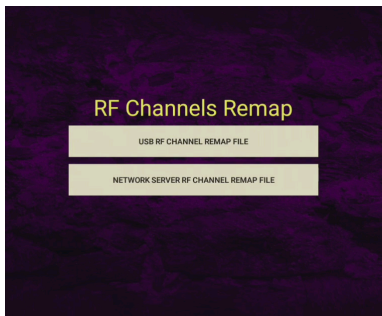 RF Channels Remap
USB RF CHANNEL REMAP FILE
NETWORK SERVER RF CHANNEL REMAP FILE